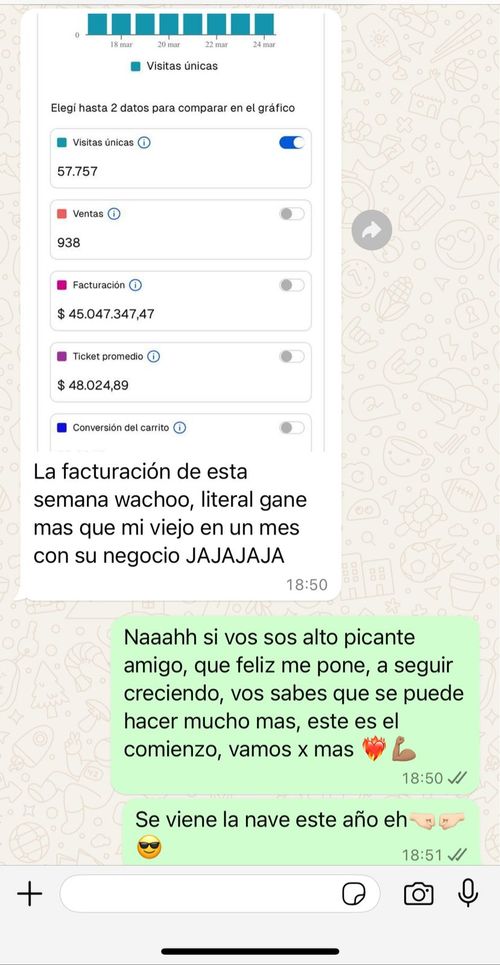 0
18 mar 20 mar 22 mar 24 mar
Visitas únicas
Elegí hasta 2 datos para comparar en el gráfico
Visitas únicas
57.757
Ventas
938
Facturación
$ 45.047.347,47
Ticket promedio
$ 48.024,89
Conversión del carrito
La facturación de esta
semana wachoo, literal gane
mas que mi viejo en un mes
con su negocio JAJAJAJA
18:50
Naaahh si vos sos alto picante
amigo, que feliz me pone, a seguir
creciendo, vos sabes que se puede
hacer mucho mas, este es el
comienzo, vamos x mas ❤️‍🔥💪🏽
18:50
Se viene la nave este año eh🤜🏻🤛🏻
😎
18:51